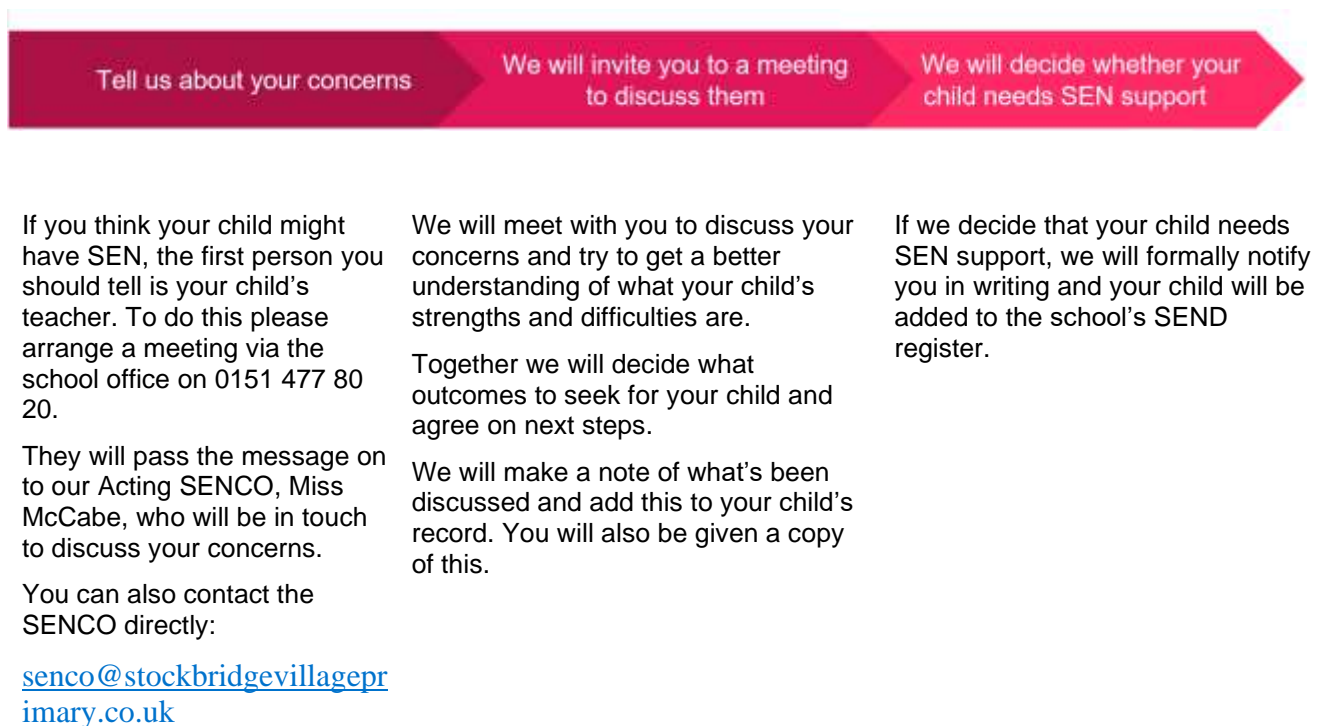 Tell us about your concerns
We will invite you to a meeting
to discuss them
We will decide whether your
child needs SEN support
If you think your child might
have SEN, the first person you
should tell is your child's
teacher. To do this please
arrange a meeting via the
school office on 0151 477 80
20.
They will pass the message on
to our Acting SENCO, Miss
McCabe, who will be in touch
to discuss your concerns.
You can also contact the
SENCO directly:
senco@stockbridgevillagepr
imary.co.uk
We will meet with you to discuss your
concerns and try to get a better
understanding of what your child's
strengths and difficulties are.
Together we will decide what
outcomes to seek for your child and
agree on next steps.
We will make a note of what's been
discussed and add this to your child's
record. You will also be given a copy
of this.
If we decide that your child needs
SEN support, we will formally notify
you in writing and your child will be
added to the school's SEND
register.